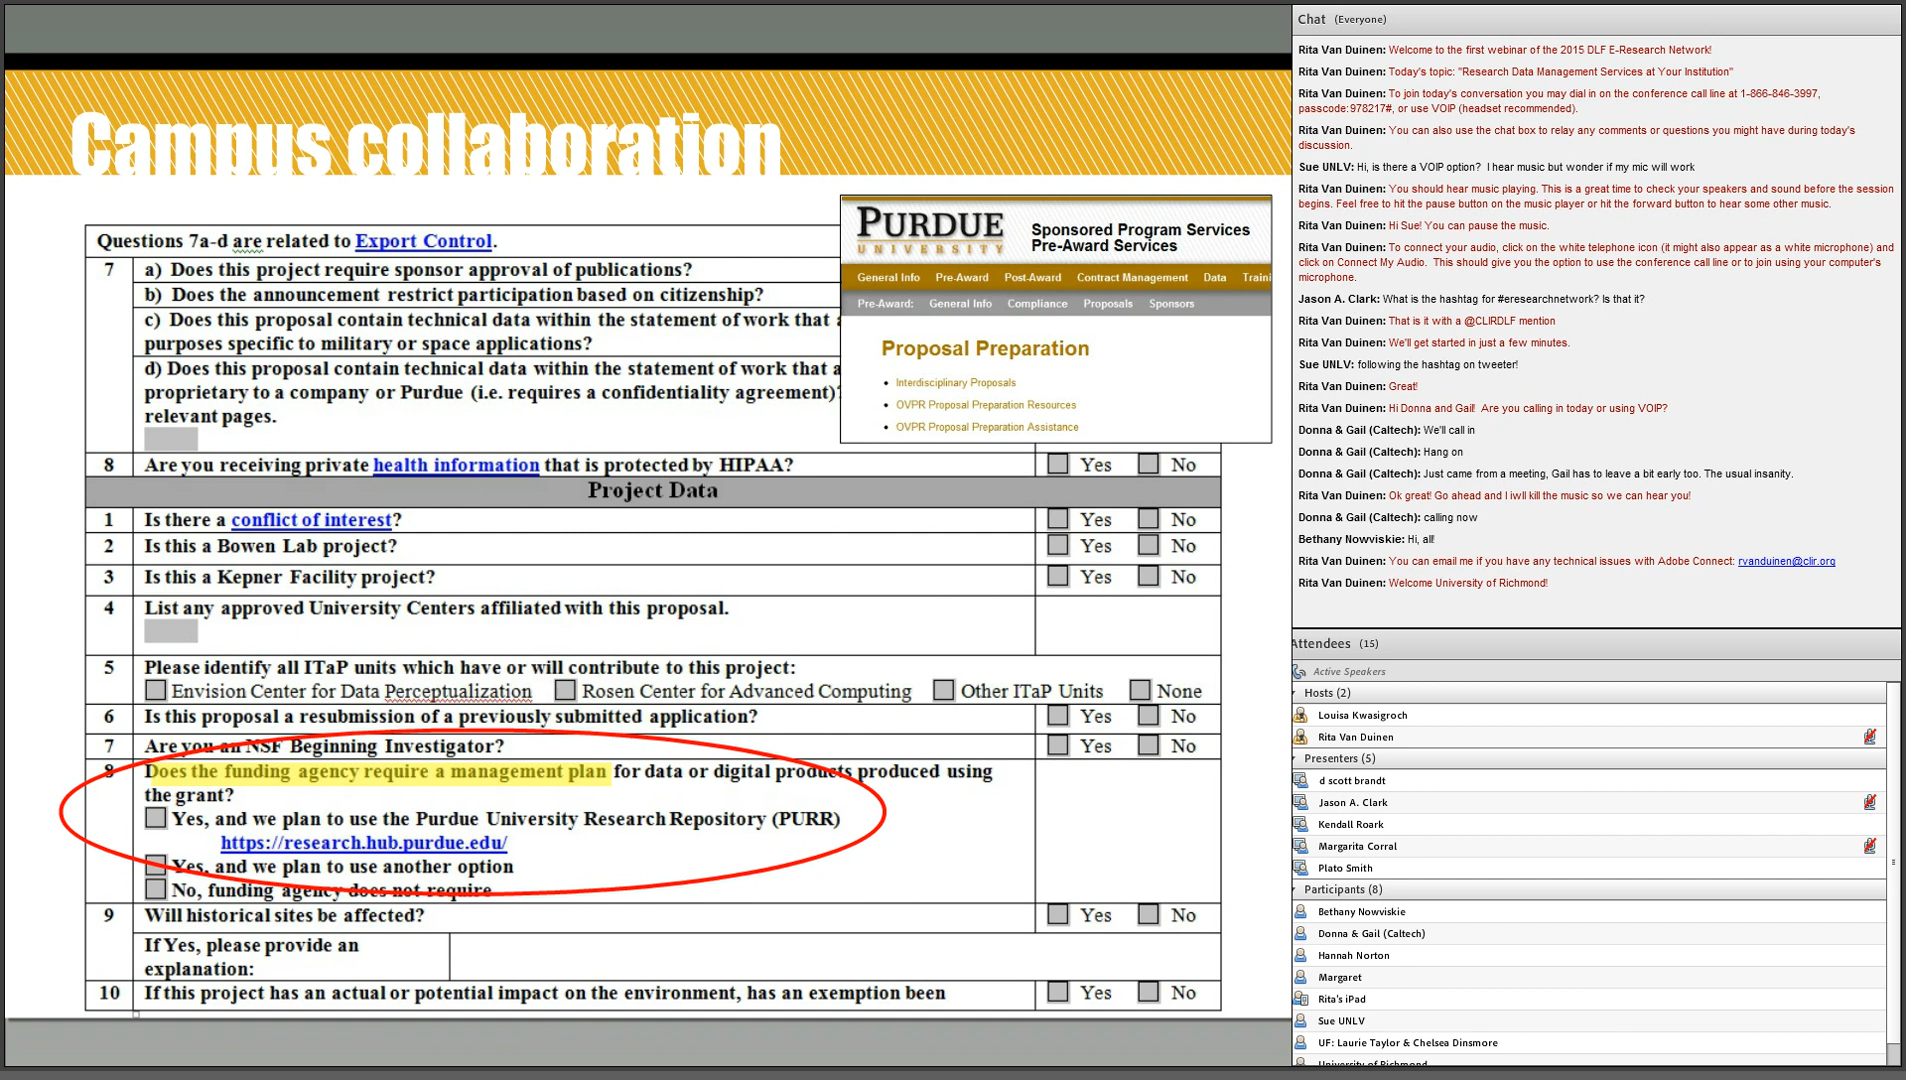 Campus collaboration
Questions 7a-d are related to Export Control.
7 a) Does this project require sponsor approval of publications?
b) Does the announcement restrict participation based on citizenship?
c) Does this proposal contain technical data within the statement of work that
purposes specific to military or space applications?
d) Does this proposal contain technical data within the statement of work that
proprietary to a company or Purdue (i.e. requires a confidentiality agreement)?
relevant pages.
8 Are you receiving private health information that is protected by HIPAA? Yes No
Project Data
1 Is there a conflict of interest? Yes No
2 Is this a Bowen Lab project? Yes No
3 Is this a Kepner Facility project? Yes No
4 List any approved University Centers affiliated with this proposal.
5 Please identify all ITaP units which have or will contribute to this project:
Envision Center for Data Perceptualization Rosen Center for Advanced Computing Other ITaP Units None
6 Is this proposal a resubmission of a previously submitted application? Yes No
7 Are you an NSF Beginning Investigator? Yes No
8 Does the funding agency require a management plan for data or digital products produced using
the grant?
Yes, and we plan to use the Purdue University Research Repository (PURR)
https://research.hub.purdue.edu/
Yes, and we plan to use another option
No, funding agency does not require
9 Will historical sites be affected? Yes No
If Yes, please provide an
explanation:
10 If this project has an actual or potential impact on the environment, has an exemption been Yes No
PURDUE
UNIVERSITY
Sponsored Program Services
Pre-Award Services
General Info Pre-Award Post-Award Contract Management Data Traini
Pre-Award: General Info Compliance Proposals Sponsors
Proposal Preparation
• Interdisciplinary Proposals
• OVPR Proposal Preparation Resources
• OVPR Proposal Preparation Assistance
Chat (Everyone)
Rita Van Duinen: Welcome to the first webinar of the 2015 DLF E-Research Network!
Rita Van Duinen: Today's topic: "Research Data Management Services at Your Institution"
Rita Van Duinen: To join today's conversation you may dial in on the conference call line at 1-866-846-3997,
passcode:978217#, or use VOIP (headset recommended).
Rita Van Duinen: You can also use the chat box to relay any comments or questions you might have during today's
discussion.
Sue UNLV: Hi, is there a VOIP option? I hear music but wonder if my mic will work
Rita Van Duinen: You should hear music playing. This is a great time to check your speakers and sound before the session
begins. Feel free to hit the pause button on the music player or hit the forward button to hear some other music.
Rita Van Duinen: Hi Sue! You can pause the music.
Rita Van Duinen: To connect your audio, click on the white telephone icon (it might also appear as a white microphone) and
click on Connect My Audio. This should give you the option to use the conference call line or to join using your computer's
microphone.
Jason A. Clark: What is the hashtag for #eresearchnetwork? Is that it?
Rita Van Duinen: That is it with a @CLIRDLF mention
Rita Van Duinen: We'll get started in just a few minutes.
Sue UNLV: following the hashtag on tweeter!
Rita Van Duinen: Great!
Rita Van Duinen: Hi Donna and Gail! Are you calling in today or using VOIP?
Donna & Gail (Caltech): We'll call in
Donna & Gail (Caltech): Hang on
Donna & Gail (Caltech): Just came from a meeting, Gail has to leave a bit early too. The usual insanity.
Rita Van Duinen: Ok great! Go ahead and I iwll kill the music so we can hear you!
Donna & Gail (Caltech): calling now
Bethany Nowviskie: Hi, all!
Rita Van Duinen: You can email me if you have any technical issues with Adobe Connect: rvanduinen@clir.org
Rita Van Duinen: Welcome University of Richmond!
Attendees (15)
Active Speakers
Hosts (2)
Louisa Kwasigroch
Rita Van Duinen
Presenters (5)
d scott brandt
Jason A. Clark
Kendall Roark
Margarita Corral
Plato Smith
Participants (8)
Bethany Nowviskie
Donna & Gail (Caltech)
Hannah Norton
Margaret
Rita's iPad
Sue UNLV
UF: Laurie Taylor & Chelsea Dinsmore
University of Richmond